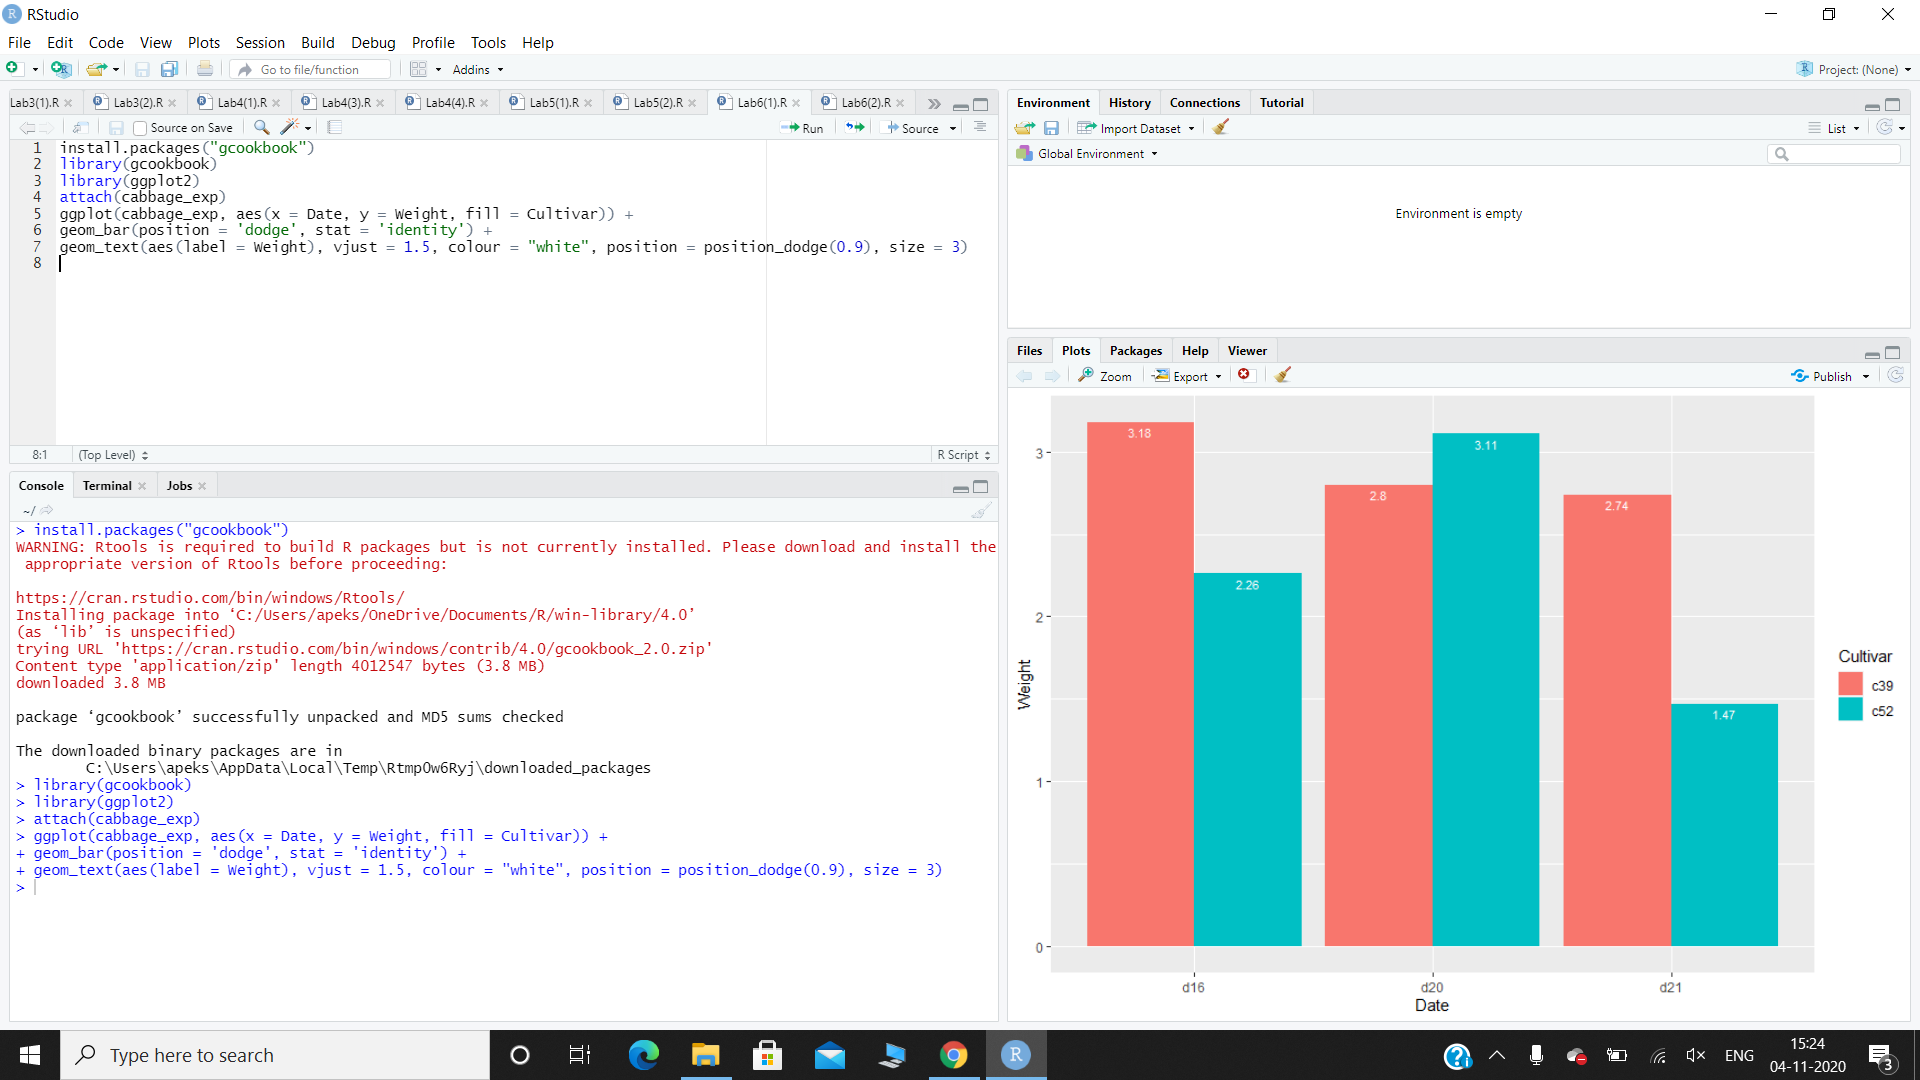 RStudio
File Edit Code View Plots Session Build Debug Profile Tools Help
Go to file/function Addins Project: (None)
Lab3(1).R Lab3(2).R Lab4(1).R Lab4(3).R Lab4(4).R Lab5(1).R Lab5(2).R Lab6(1).R Lab6(2).R
Source on Save Run Source
1 install.packages("gcookbook")
2 library(gcookbook)
3 library(ggplot2)
4 attach(cabbage_exp)
5 ggplot(cabbage_exp, aes(x = Date, y = Weight, fill = Cultivar)) +
6 geom_bar(position = 'dodge', stat = 'identity') +
7 geom_text(aes(label = Weight), vjust = 1.5, colour = "white", position = position_dodge(0.9), size = 3)
8
8:1 (Top Level) R Script
Console Terminal Jobs
~/
> install.packages("gcookbook")
WARNING: Rtools is required to build R packages but is not currently installed. Please download and install the
appropriate version of Rtools before proceeding:
https://cran.rstudio.com/bin/windows/Rtools/
Installing package into ‘C:/Users/apeks/OneDrive/Documents/R/win-library/4.0’
(as ‘lib’ is unspecified)
trying URL 'https://cran.rstudio.com/bin/windows/contrib/4.0/gcookbook_2.0.zip'
Content type 'application/zip' length 4012547 bytes (3.8 MB)
downloaded 3.8 MB
package ‘gcookbook’ successfully unpacked and MD5 sums checked
The downloaded binary packages are in
C:\Users\apeks\AppData\Local\Temp\RtmpOw6Ryj\downloaded_packages
> library(gcookbook)
> library(ggplot2)
> attach(cabbage_exp)
> ggplot(cabbage_exp, aes(x = Date, y = Weight, fill = Cultivar)) +
+ geom_bar(position = 'dodge', stat = 'identity') +
+ geom_text(aes(label = Weight), vjust = 1.5, colour = "white", position = position_dodge(0.9), size = 3)
>
Environment History Connections Tutorial
Import Dataset List
Global Environment
Environment is empty
Files Plots Packages Help Viewer
Zoom Export Publish
3.18
3.11
3
2.8
2.74
2.26
2
Weight
Cultivar
c39
c52
1.47
1
0
d16 d20 d21
Date
Type here to search
ENG
15:24
04-11-2020
3